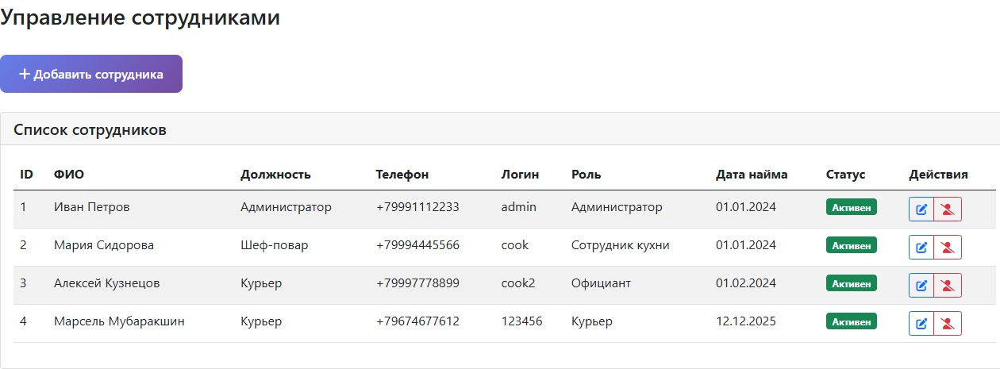 Управление сотрудниками
+ Добавить сотрудника
Список сотрудников
ID ФИО Должность Телефон Логин Роль Дата найма Статус Действия
1 Иван Петров Администратор +79991112233 admin Администратор 01.01.2024 Активен
2 Мария Сидорова Шеф-повар +79994445566 cook Сотрудник кухни 01.01.2024 Активен
3 Алексей Кузнецов Курьер +79997778899 cook2 Официант 01.02.2024 Активен
4 Марсель Мубаракшин Курьер +79674677612 123456 Курьер 12.12.2025 Активен